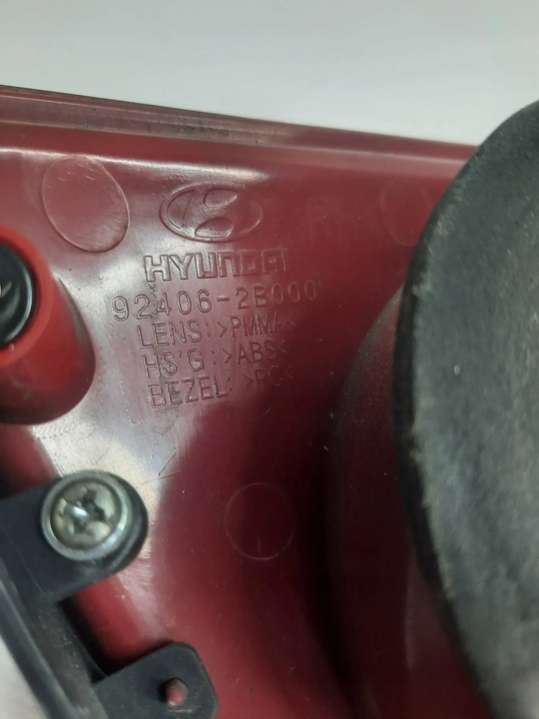 HYUNDAI
92406-2B000
LENS:>PMMA<
HS'G:>ABS<
BEZEL:>PC<